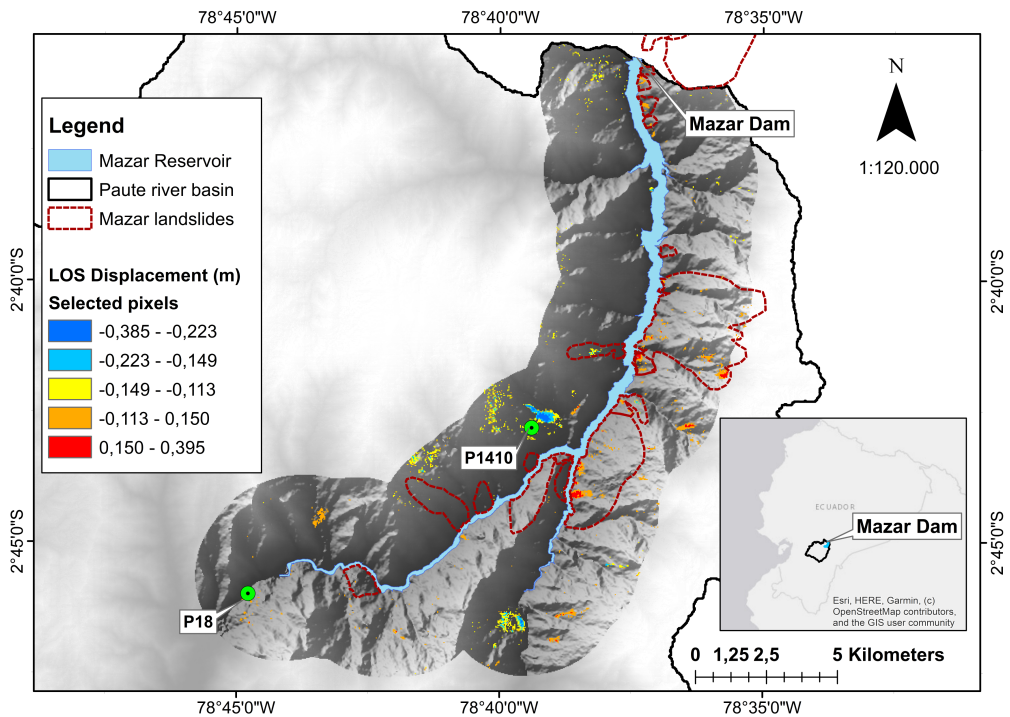 78°45'0"W
78°40'0"W
78°35'0"W
N
1:120.000
Mazar Dam
Legend
Mazar Reservoir
Paute river basin
Mazar landslides
LOS Displacement (m)
Selected pixels
-0,385 - -0,223
-0,223 - -0,149
-0,149 - -0,113
-0,113 - 0,150
0,150 - 0,395
2°40'0"S
2°40'0"S
P1410
ECUADOR
Mazar Dam
2°45'0"S
2°45'0"S
P18
Esri, HERE, Garmin, (c)
OpenStreetMap contributors,
and the GIS user community
0 1,25 2,5 5 Kilometers
78°45'0"W
78°40'0"W
78°35'0"W